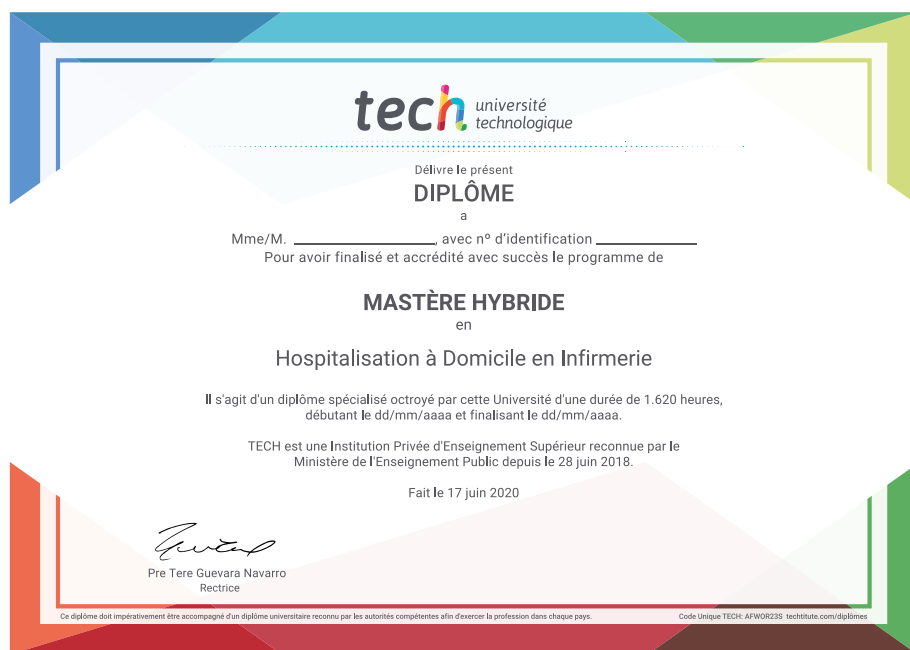 tech université
technologique
Délivre le présent
DIPLÔME
a
Mme/M. ____________________, avec nº d'identification ______________
Pour avoir finalisé et accrédité avec succès le programme de
MASTÈRE HYBRIDE
en
Hospitalisation à Domicile en Infirmerie
Il s'agit d'un diplôme spécialisé octroyé par cette Université d'une durée de 1.620 heures,
débutant le dd/mm/aaaa et finalisant le dd/mm/aaaa.
TECH est une Institution Privée d'Enseignement Supérieur reconnue par le
Ministère de l'Enseignement Public depuis le 28 juin 2018.
Fait le 17 juin 2020
Pre Tere Guevara Navarro
Rectrice
Ce diplôme doit impérativement être accompagné d'un diplôme universitaire reconnu par les autorités compétentes afin d'exercer la profession dans chaque pays.
Code Unique TECH: AFWOR23S techtitute.com/diplômes